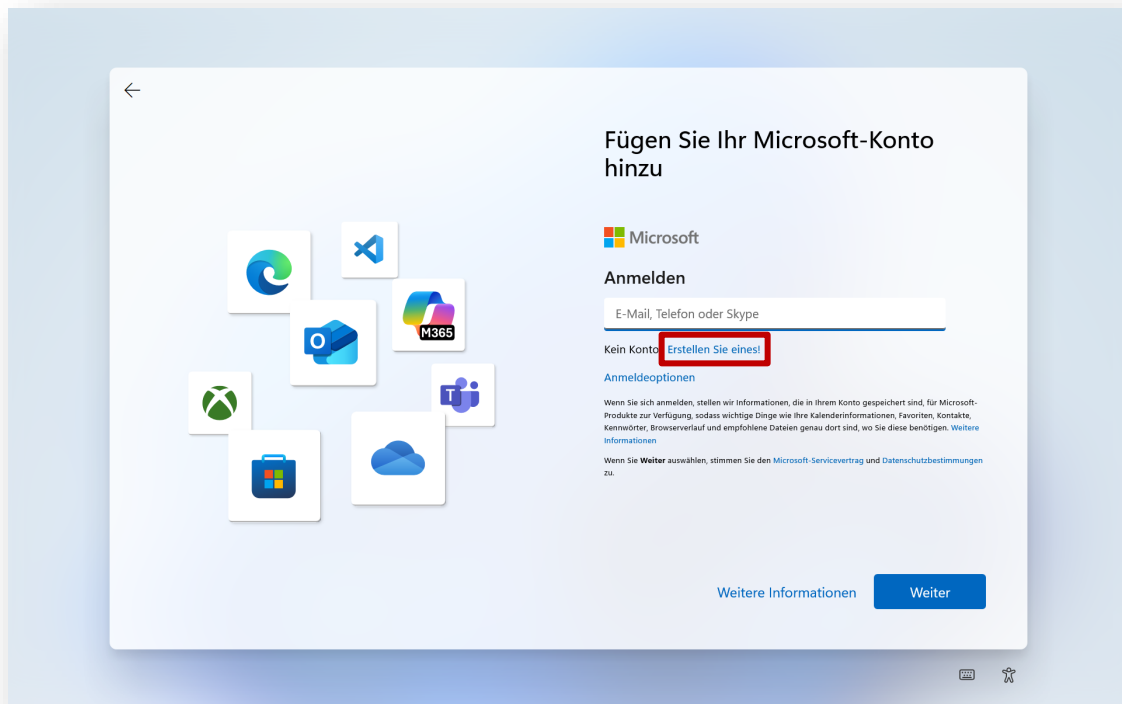 Fügen Sie Ihr Microsoft-Konto
hinzu
Microsoft
Anmelden
E-Mail, Telefon oder Skype
Kein Konto Erstellen Sie eines!
Anmeldeoptionen
Wenn Sie sich anmelden, stellen wir Informationen, die in Ihrem Konto gespeichert sind, für Microsoft-
Produkte zur Verfügung, sodass wichtige Dinge wie Ihre Kalenderinformationen, Favoriten, Kontakte,
Kennwörter, Browserverlauf und empfohlene Dateien genau dort sind, wo Sie diese benötigen. Weitere
Informationen
Wenn Sie Weiter auswählen, stimmen Sie den Microsoft-Servicevertrag und Datenschutzbestimmungen
zu.
O
M365
T
Weitere Informationen
Weiter